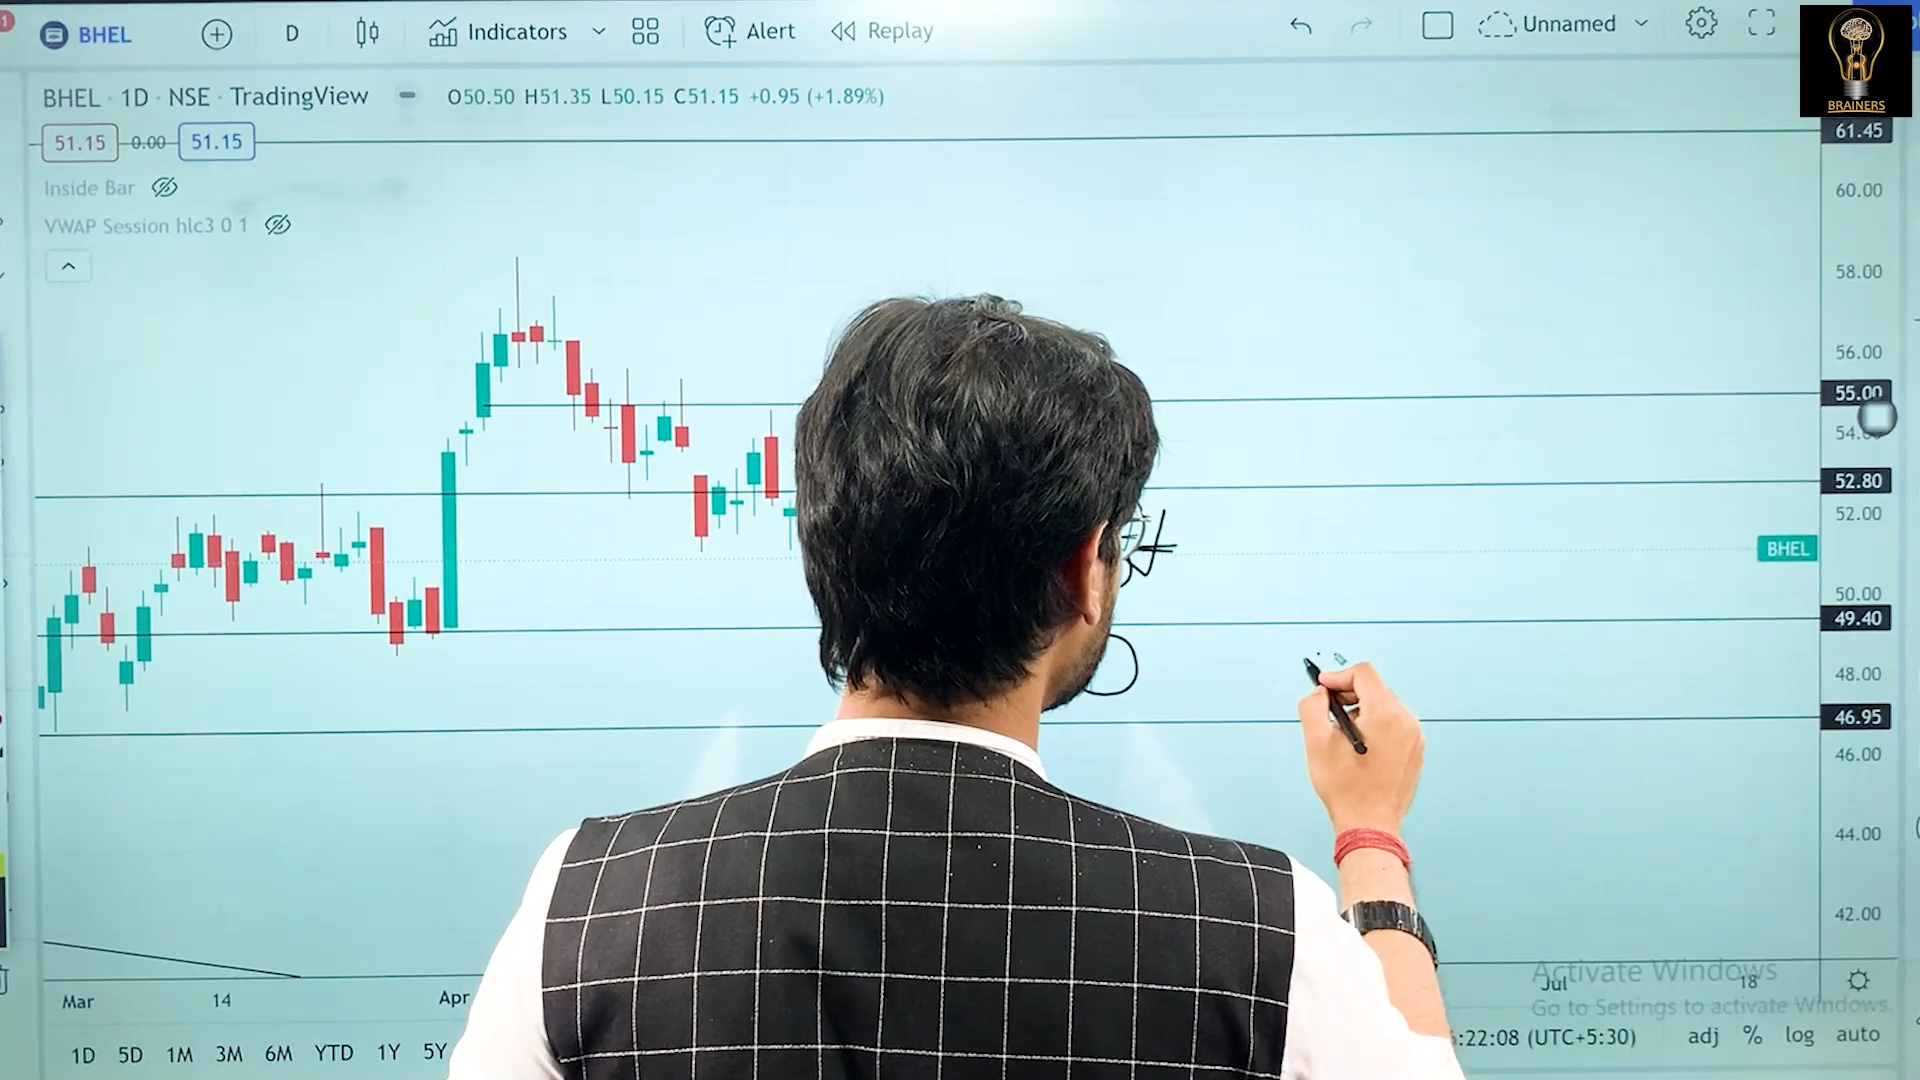 BHEL D Indicators Alert Replay Unnamed
BRAINERS
BHEL · 1D · NSE · TradingView O50.50 H51.35 L50.15 C51.15 +0.95 (+1.89%)
51.15 0.00 51.15
Inside Bar
VWAP Session hlc3 0 1
61.45
60.00
58.00
56.00
55.00
52.80
52.00
BHEL
50.00
49.40
48.00
46.95
46.00
44.00
42.00
Activate Windows
Go to Settings to activate Windows.
Mar 14 Apr Jul 18
1D 5D 1M 3M 6M YTD 1Y 5Y :22:08 (UTC+5:30) adj % log auto